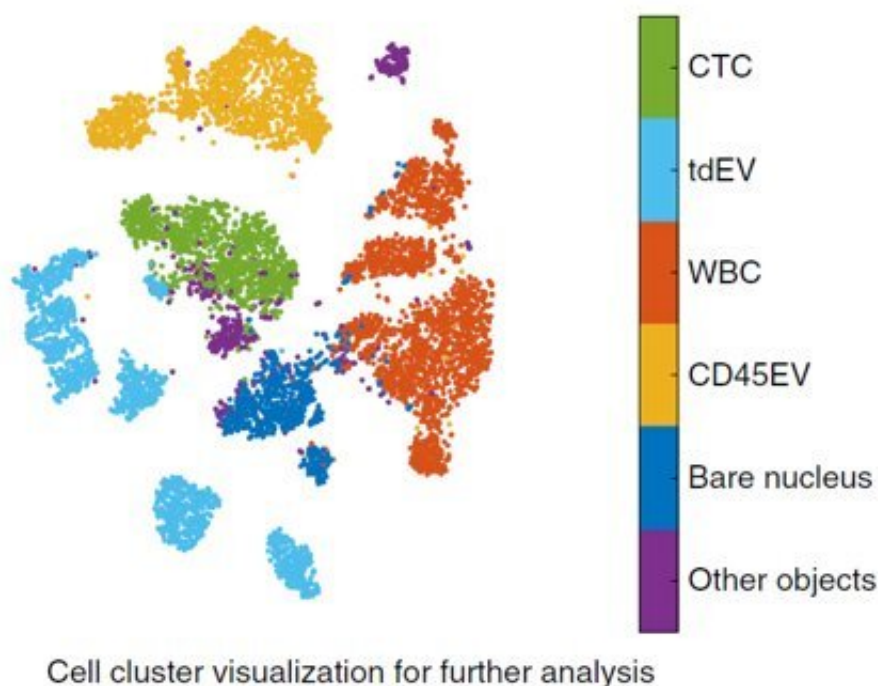 CTC
tdEV
WBC
CD45EV
Bare nucleus
Other objects
Cell cluster visualization for further analysis